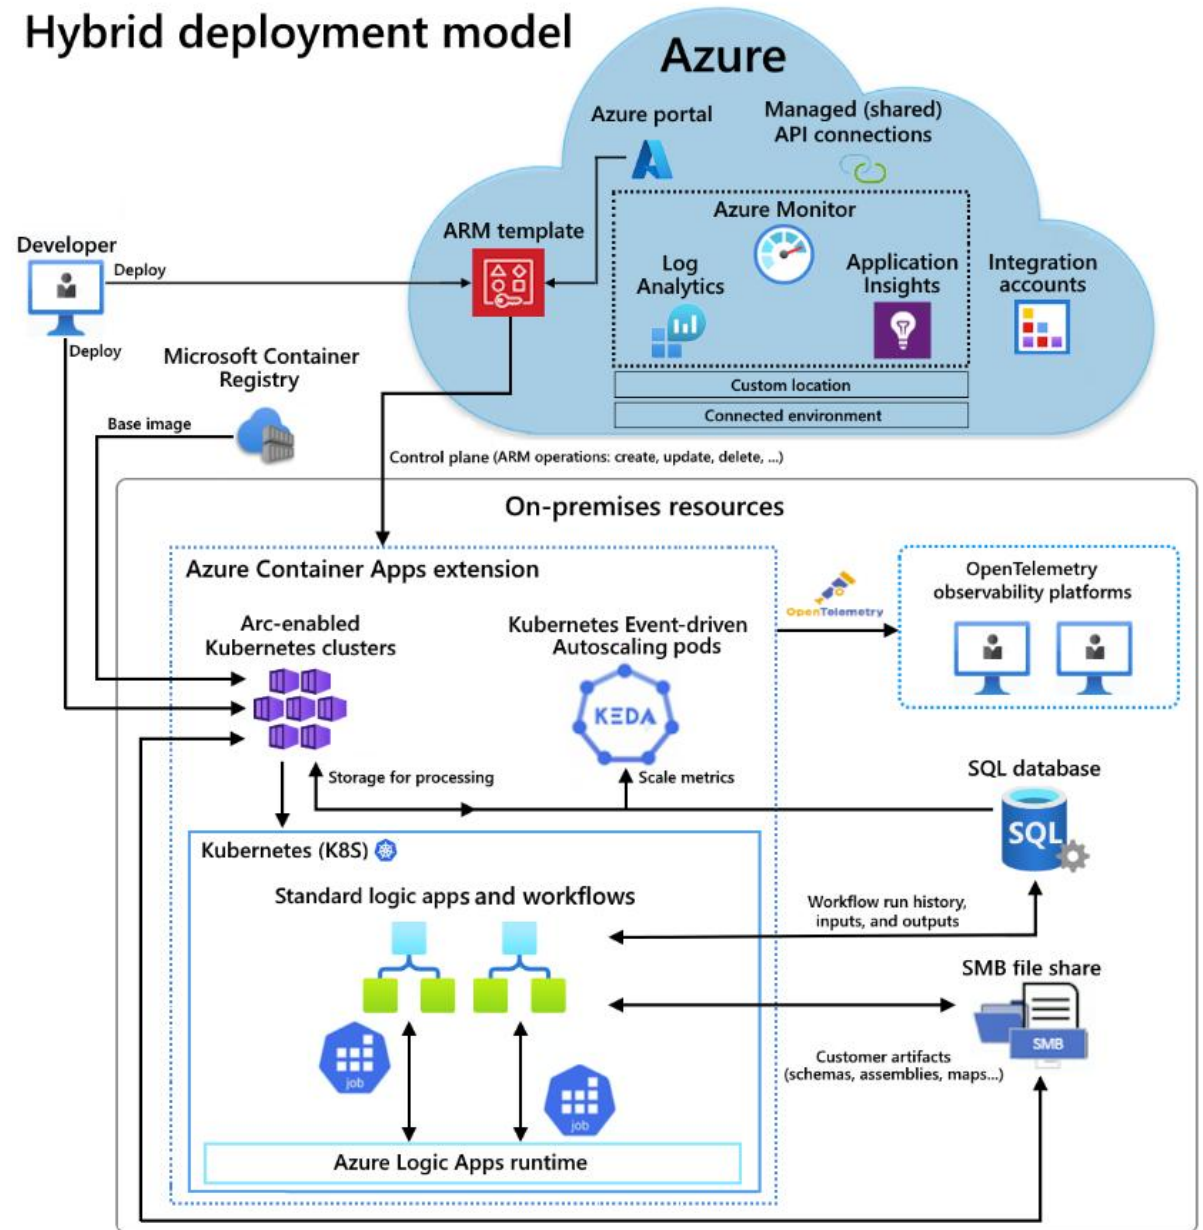 Hybrid deployment model
Azure
Azure portal
Managed (shared)
API connections
Azure Monitor
ARM template
Developer
Deploy
Log
Analytics
Application
Insights
Integration
accounts
Deploy
Microsoft Container
Registry
Custom location
Connected environment
Base image
Control plane (ARM operations: create, update, delete, ...)
On-premises resources
Azure Container Apps extension
OpenTelemetry
OpenTelemetry
observability platforms
Arc-enabled
Kubernetes clusters
Kubernetes Event-driven
Autoscaling pods
KEDA
Storage for processing
Scale metrics
SQL database
SQL
Kubernetes (K8S)
Standard logic apps and workflows
Workflow run history,
inputs, and outputs
SMB file share
SMB
Customer artifacts
(schemas, assemblies, maps...)
job
job
Azure Logic Apps runtime